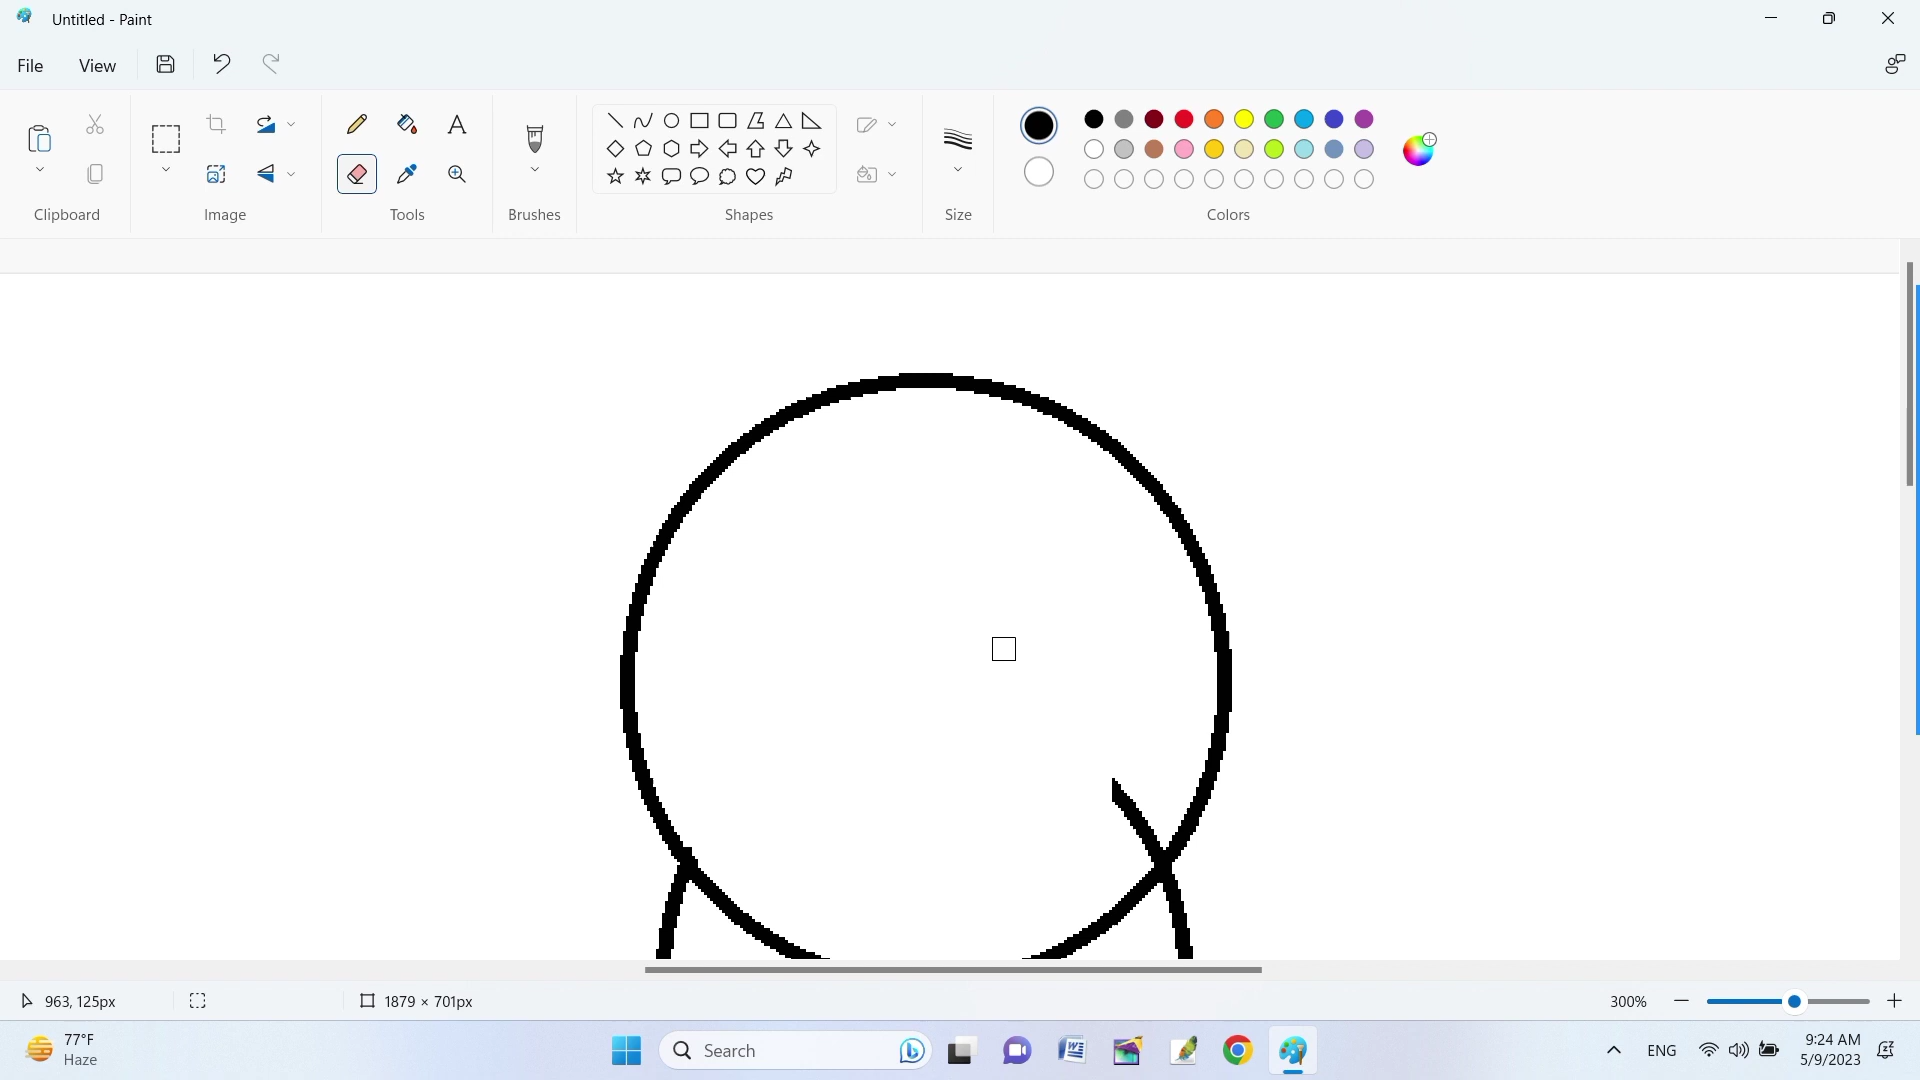 Untitled - Paint
File View
Clipboard Image Tools Brushes Shapes Size Colors
963, 125px 1879 × 701px 300%
77°F
Haze
Search
ENG
9:24 AM
5/9/2023